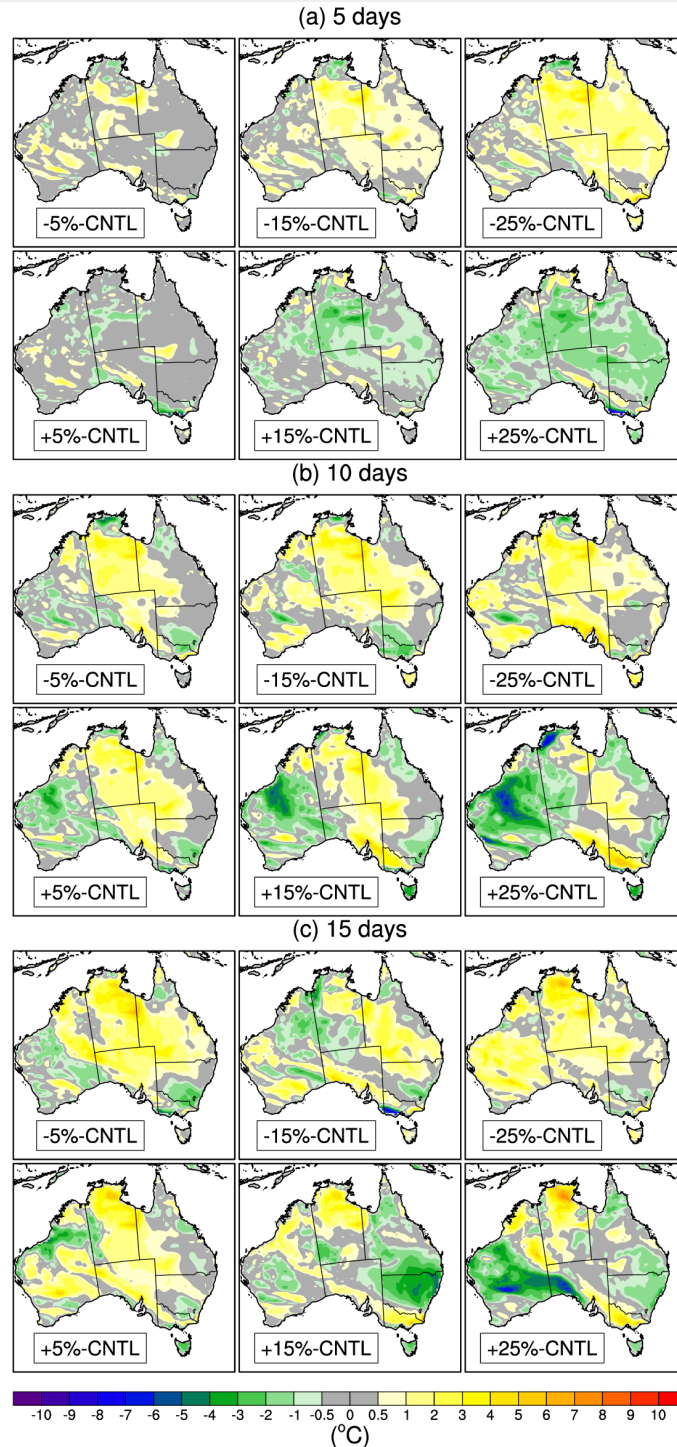 (a) 5 days
-5%-CNTL
-15%-CNTL
-25%-CNTL
+5%-CNTL
+15%-CNTL
+25%-CNTL
(b) 10 days
-5%-CNTL
-15%-CNTL
-25%-CNTL
+5%-CNTL
+15%-CNTL
+25%-CNTL
(c) 15 days
-5%-CNTL
-15%-CNTL
-25%-CNTL
+5%-CNTL
+15%-CNTL
+25%-CNTL
-10 -8 -7 -6 -5 -4 -3 -2 -1 -0.5 0 0.5 1 2 3 4 5 6 7 8 10
(°C)